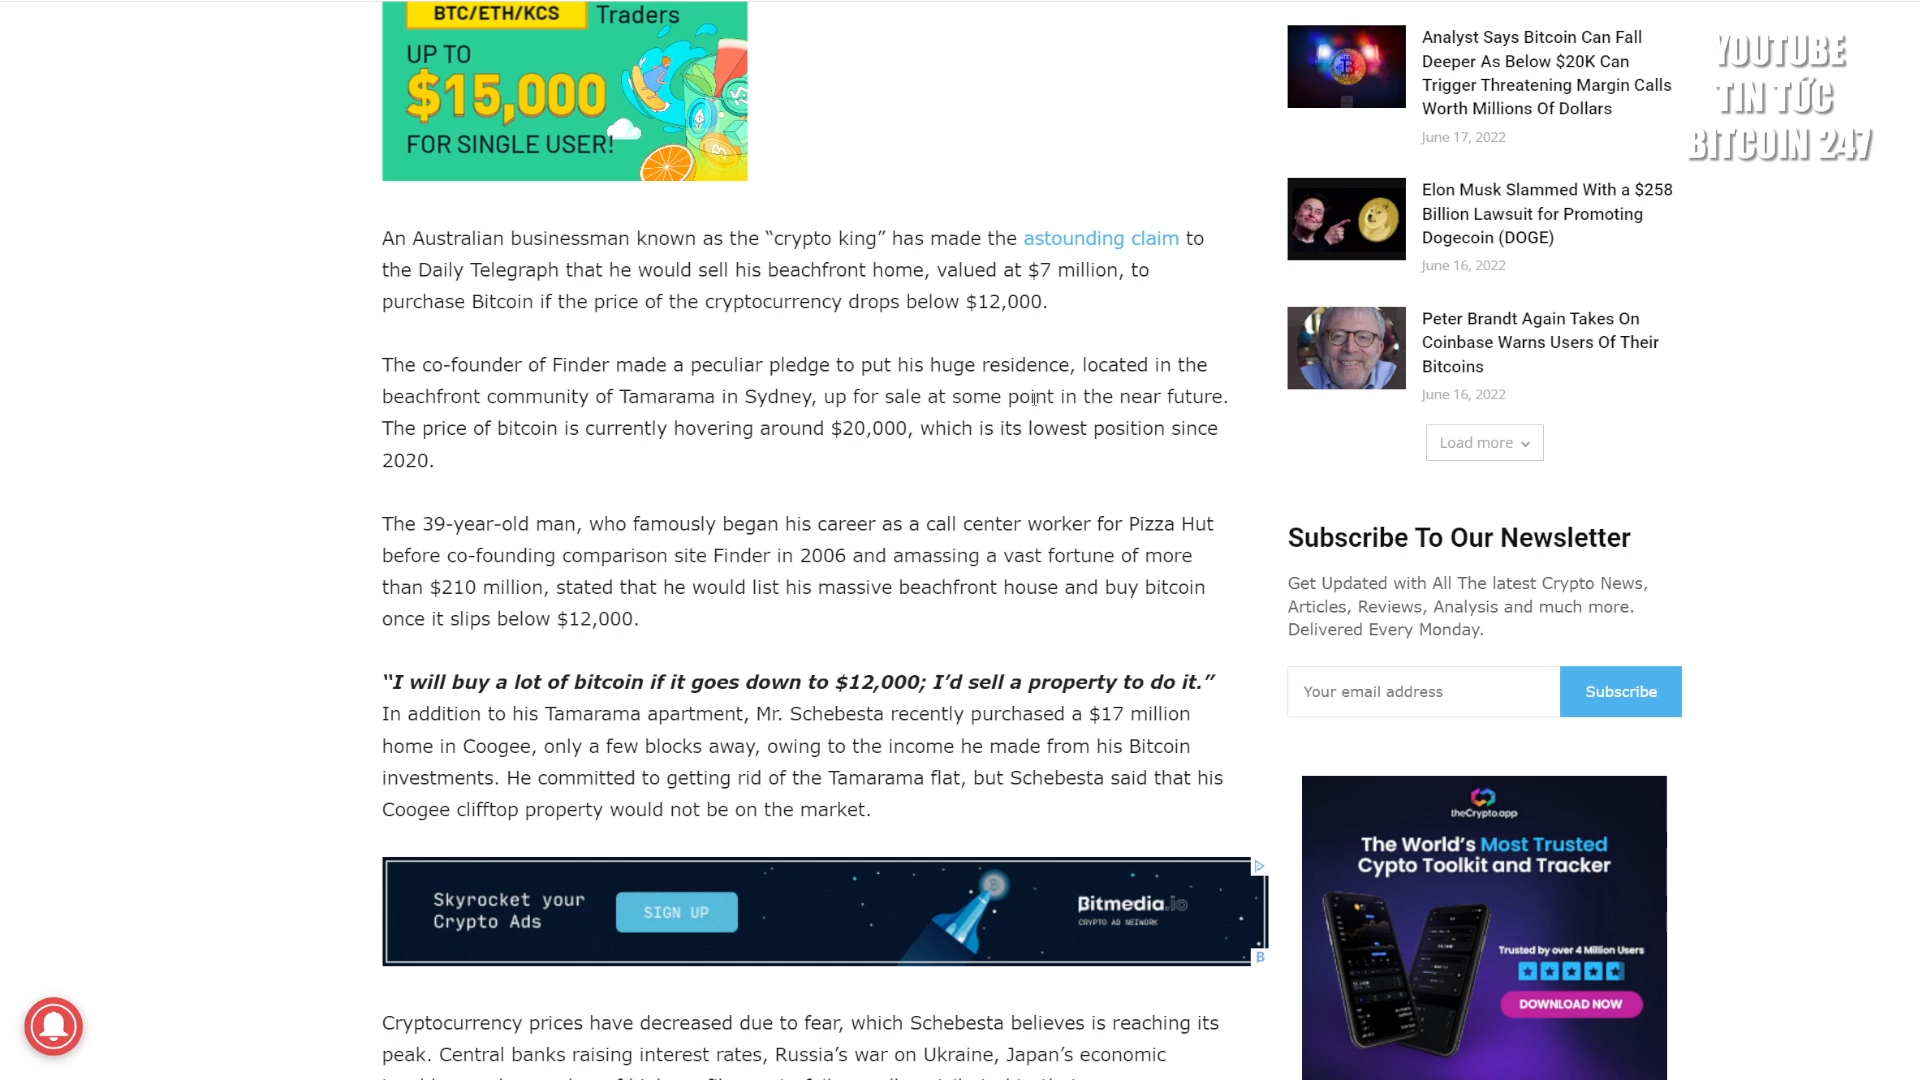 BTC/ETH/KCS Traders
UP TO
$15,000
FOR SINGLE USER!
An Australian businessman known as the “crypto king” has made the astounding claim to
the Daily Telegraph that he would sell his beachfront home, valued at $7 million, to
purchase Bitcoin if the price of the cryptocurrency drops below $12,000.
The co-founder of Finder made a peculiar pledge to put his huge residence, located in the
beachfront community of Tamarama in Sydney, up for sale at some point in the near future.
The price of bitcoin is currently hovering around $20,000, which is its lowest position since
2020.
The 39-year-old man, who famously began his career as a call center worker for Pizza Hut
before co-founding comparison site Finder in 2006 and amassing a vast fortune of more
than $210 million, stated that he would list his massive beachfront house and buy bitcoin
once it slips below $12,000.
“I will buy a lot of bitcoin if it goes down to $12,000; I’d sell a property to do it.”
In addition to his Tamarama apartment, Mr. Schebesta recently purchased a $17 million
home in Coogee, only a few blocks away, owing to the income he made from his Bitcoin
investments. He committed to getting rid of the Tamarama flat, but Schebesta said that his
Coogee clifftop property would not be on the market.
Skyrocket your
Crypto Ads
SIGN UP
Bitmedia.io
CRYPTO AD NETWORK
B
Cryptocurrency prices have decreased due to fear, which Schebesta believes is reaching its
peak. Central banks raising interest rates, Russia’s war on Ukraine, Japan’s economic
Analyst Says Bitcoin Can Fall
Deeper As Below $20K Can
Trigger Threatening Margin Calls
Worth Millions Of Dollars
June 17, 2022
Elon Musk Slammed With a $258
Billion Lawsuit for Promoting
Dogecoin (DOGE)
June 16, 2022
Peter Brandt Again Takes On
Coinbase Warns Users Of Their
Bitcoins
June 16, 2022
Load more
Subscribe To Our Newsletter
Get Updated with All The latest Crypto News,
Articles, Reviews, Analysis and much more.
Delivered Every Monday.
Your email address
Subscribe
theCrypto.app
The World’s Most Trusted
Cypto Toolkit and Tracker
Trusted by over 4 Million Users
DOWNLOAD NOW
YOUTUBE
TIN TỨC
BITCOIN 247